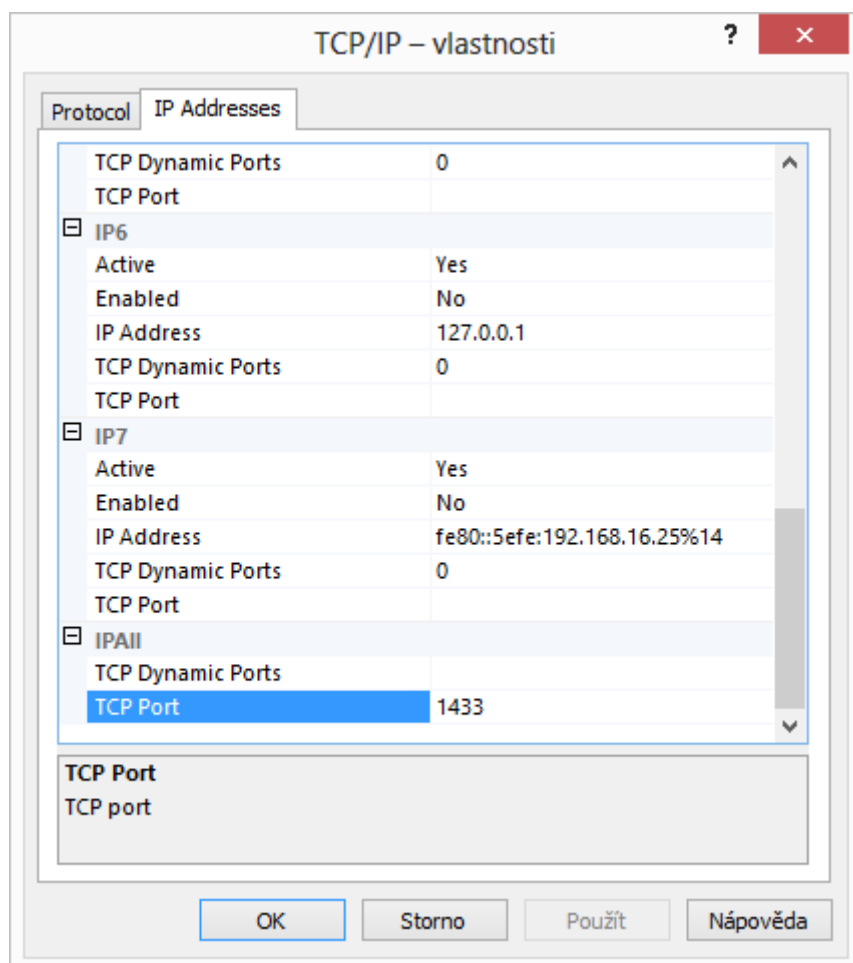 TCP/IP – vlastnosti ?
Protocol IP Addresses
TCP Dynamic Ports 0
TCP Port
IP6
Active Yes
Enabled No
IP Address 127.0.0.1
TCP Dynamic Ports 0
TCP Port
IP7
Active Yes
Enabled No
IP Address fe80::5efe:192.168.16.25%14
TCP Dynamic Ports 0
TCP Port
IPAll
TCP Dynamic Ports
TCP Port 1433
TCP Port
TCP port
OK Storno Použít Nápověda